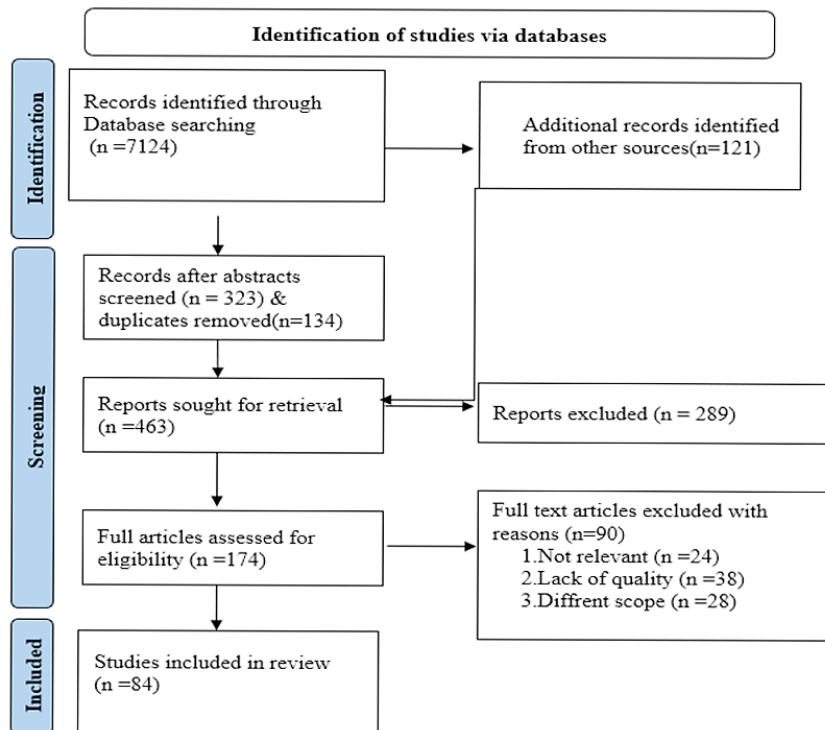 Identification of studies via databases
Identification
Records identified through
Database searching
(n =7124)
Additional records identified
from other sources(n=121)
Screening
Records after abstracts
screened (n = 323) &
duplicates removed(n=134)
Reports sought for retrieval
(n =463)
Reports excluded (n = 289)
Full articles assessed for
eligibility (n =174)
Full text articles excluded with
reasons (n=90)
1.Not relevant (n =24)
2.Lack of quality (n =38)
3.Diffrent scope (n =28)
Included
Studies included in review
(n =84)